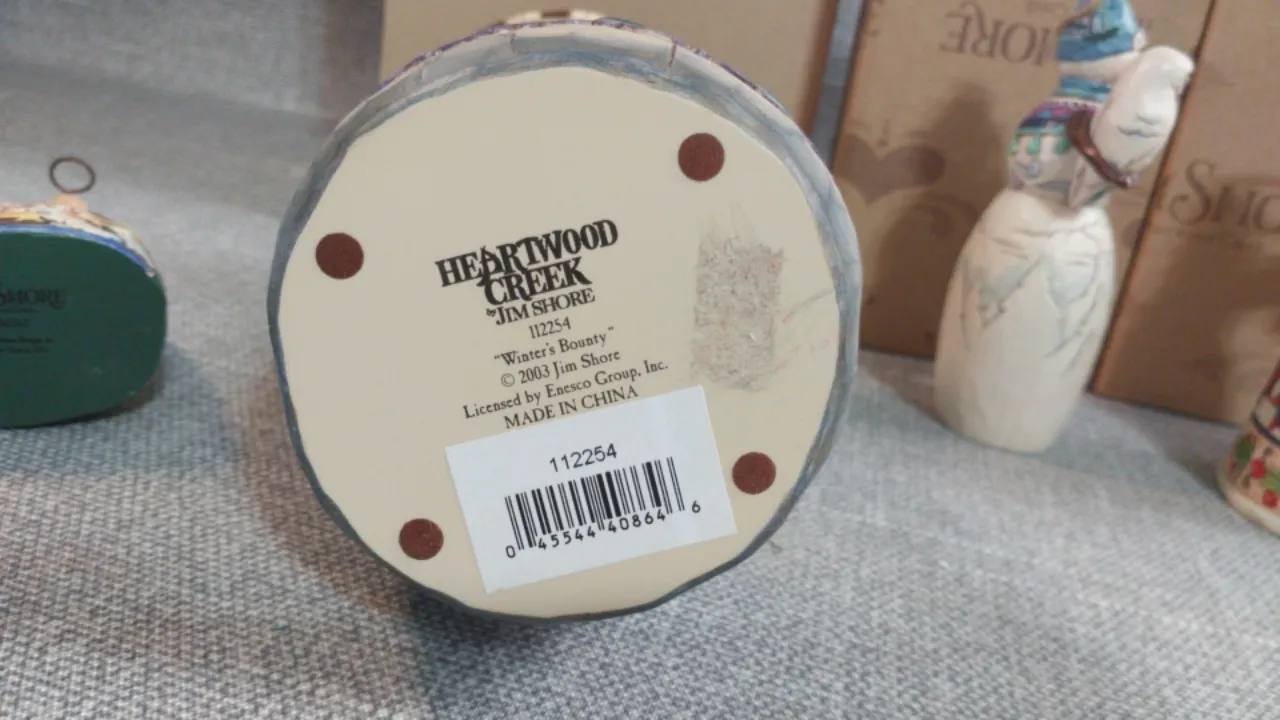 HEARTWOOD
CREEK
by JIM SHORE
112254
"Winter's Bounty"
© 2003 Jim Shore
Licensed by Enesco Group, Inc.
MADE IN CHINA
112254
0 45544 40864 6
SHORE